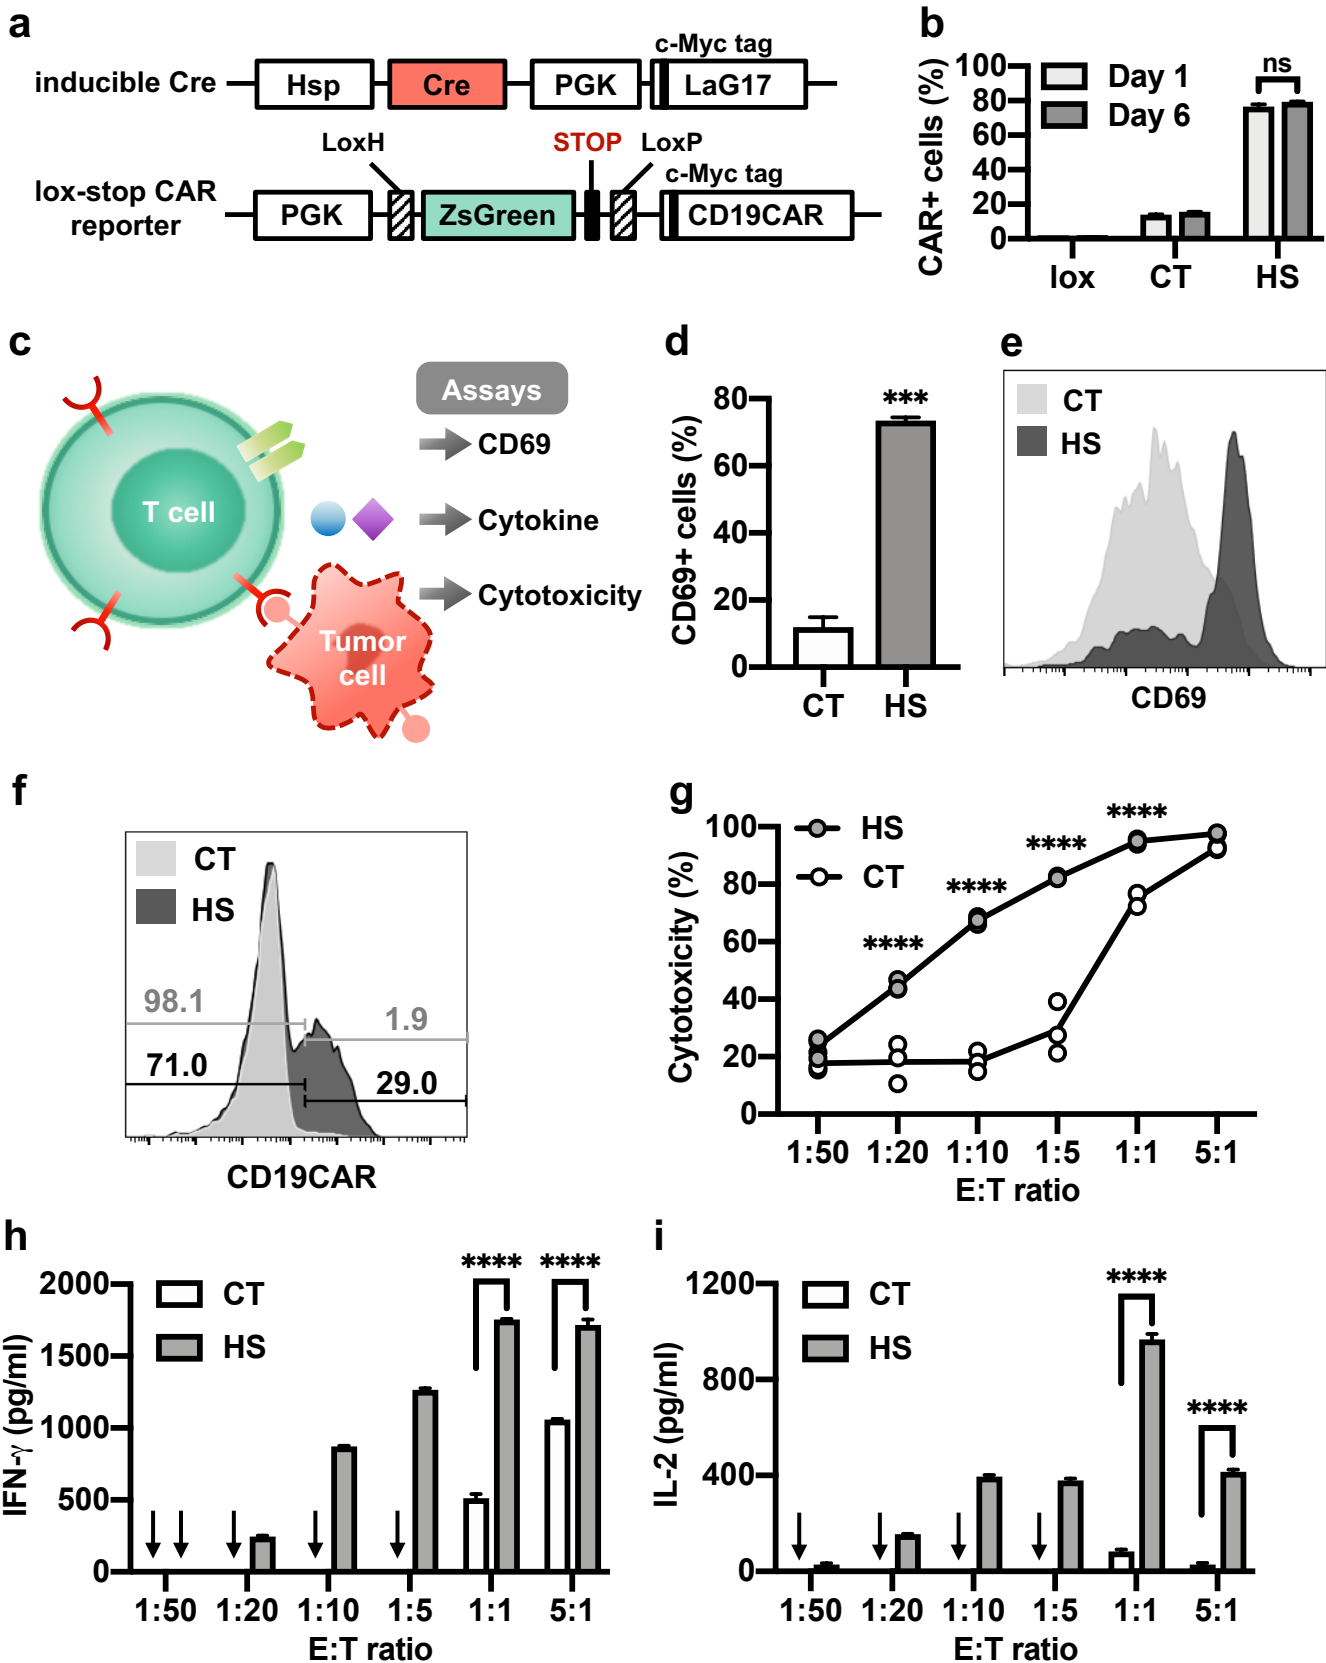 a
c-Myc tag
inducible Cre
Hsp
Cre
PGK
LaG17
LoxH
STOP
LoxP
c-Myc tag
lox-stop CAR
reporter
PGK
ZsGreen
CD19CAR
b
CAR+ cells (%)
100
80
60
40
20
0
Day 1
Day 6
ns
lox
CT
HS
c
T cell
Tumor
cell
Assays
CD69
Cytokine
Cytotoxicity
d
CD69+ cells (%)
80
60
40
20
0
***
CT
HS
e
CT
HS
CD69
f
CT
HS
98.1
1.9
71.0
29.0
CD19CAR
g
Cytotoxicity (%)
100
80
60
40
20
0
HS
CT
****
****
****
****
1:50 1:20 1:10 1:5 1:1 5:1
E:T ratio
h
IFN-γ (pg/ml)
2000
1500
1000
500
0
CT
HS
**** ****
1:50 1:20 1:10 1:5 1:1 5:1
E:T ratio
i
IL-2 (pg/ml)
1200
800
400
0
CT
HS
****
****
1:50 1:20 1:10 1:5 1:1 5:1
E:T ratio